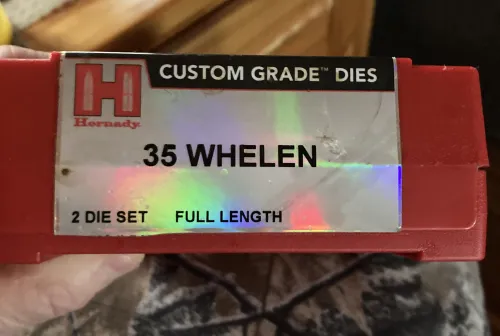 CUSTOM GRADE™ DIES
H
Hornady
35 WHELEN
2 DIE SET FULL LENGTH